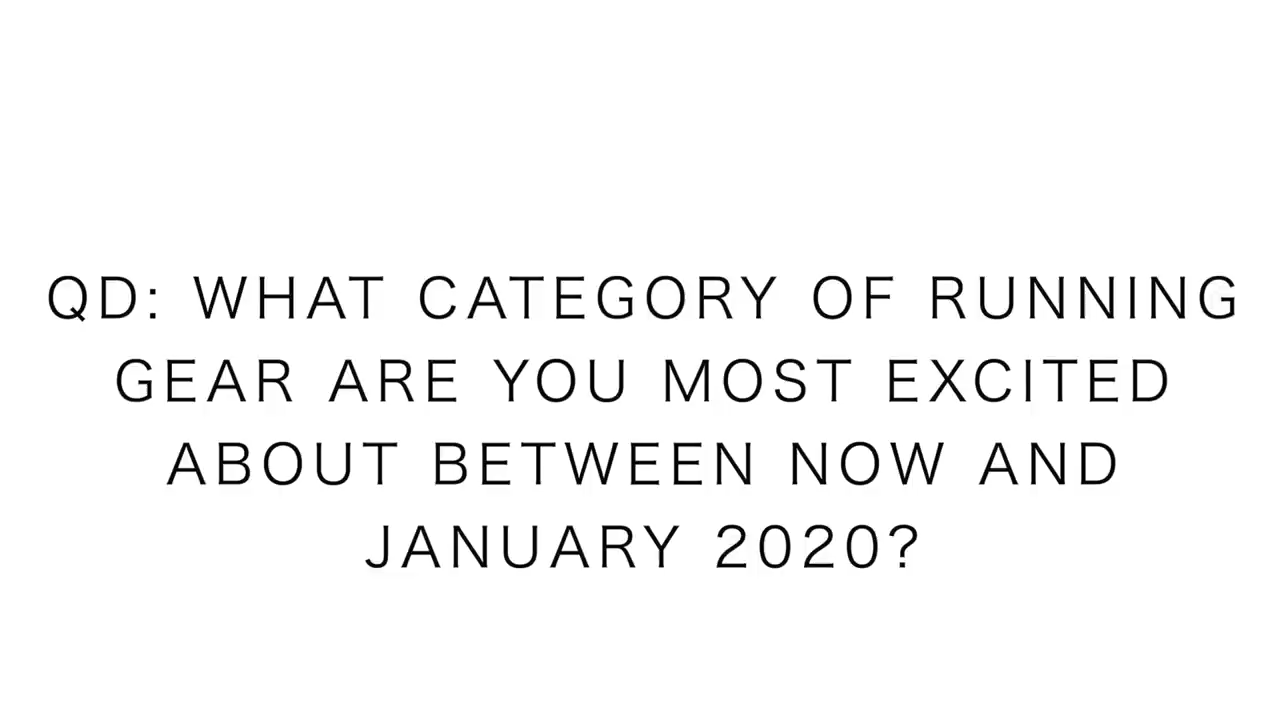 QD: WHAT CATEGORY OF RUNNING
GEAR ARE YOU MOST EXCITED
ABOUT BETWEEN NOW AND
JANUARY 2020?